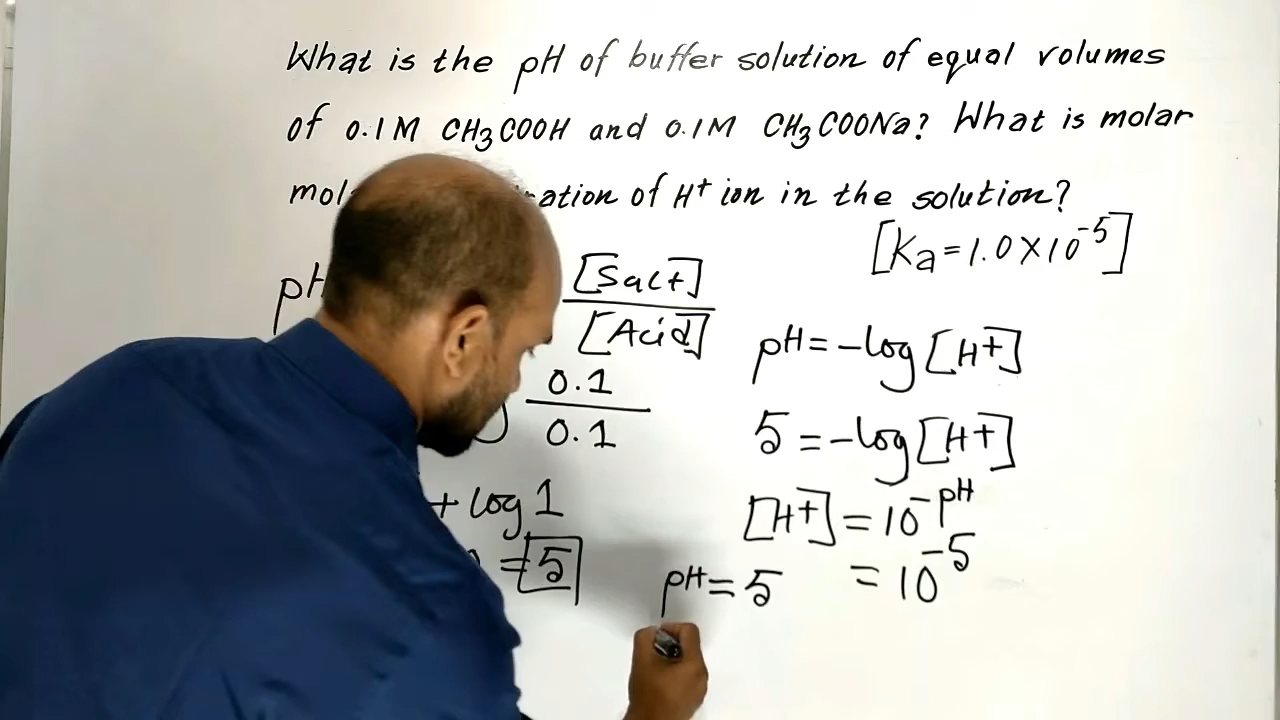 What is the pH of buffer solution of equal volumes
of 0.1M CH3COOH and 0.1M CH3COONa? What is molar
mol ration of H+ ion in the solution?
[Ka=1.0×10-5]
pH [Salt]
[Acid]
0.1
0.1
+ log 1
= 5
pH = -log [H+]
5 = -log [H+]
[H+] = 10-pH
= 10-5
pH = 5